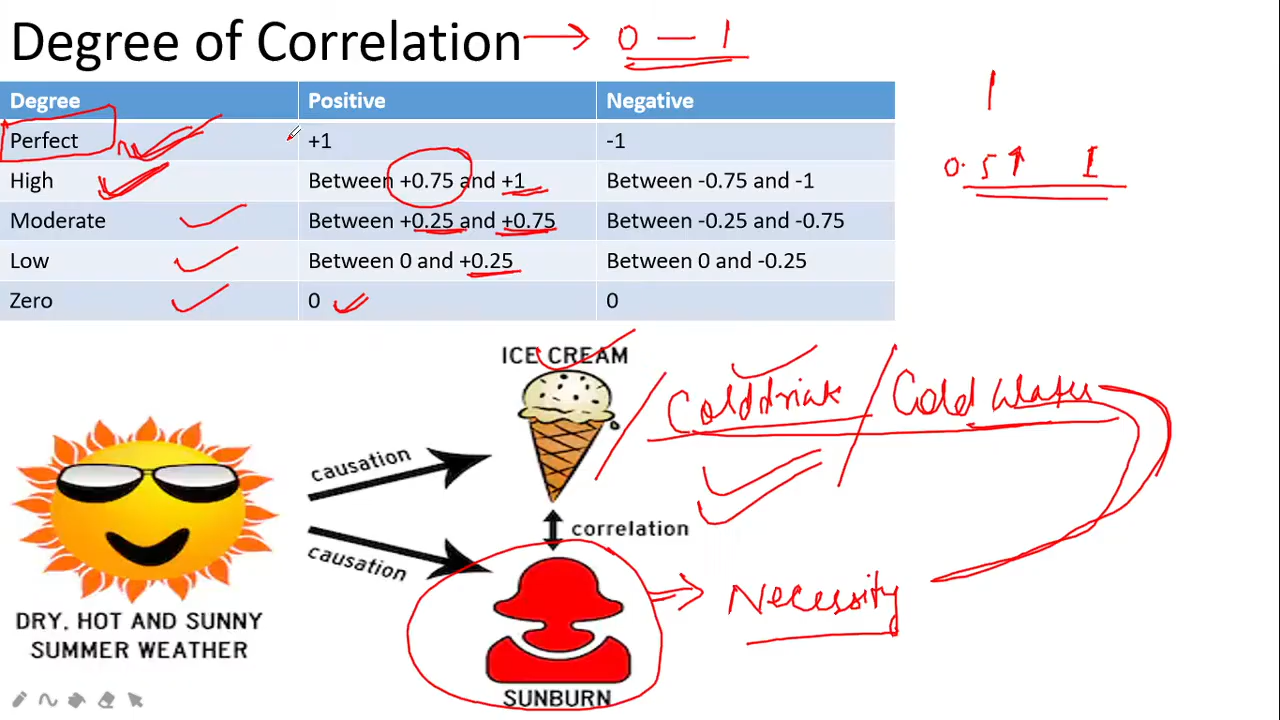 Degree of Correlation → 0 — 1
Degree Positive Negative
Perfect +1 -1
High Between +0.75 and +1 Between -0.75 and -1
Moderate Between +0.25 and +0.75 Between -0.25 and -0.75
Low Between 0 and +0.25 Between 0 and -0.25
Zero 0 0
1
0.5↑ 1
ICE CREAM
/ Colddrink / Cold Water
causation
correlation
causation
Necessity
DRY, HOT AND SUNNY
SUMMER WEATHER
SUNBURN